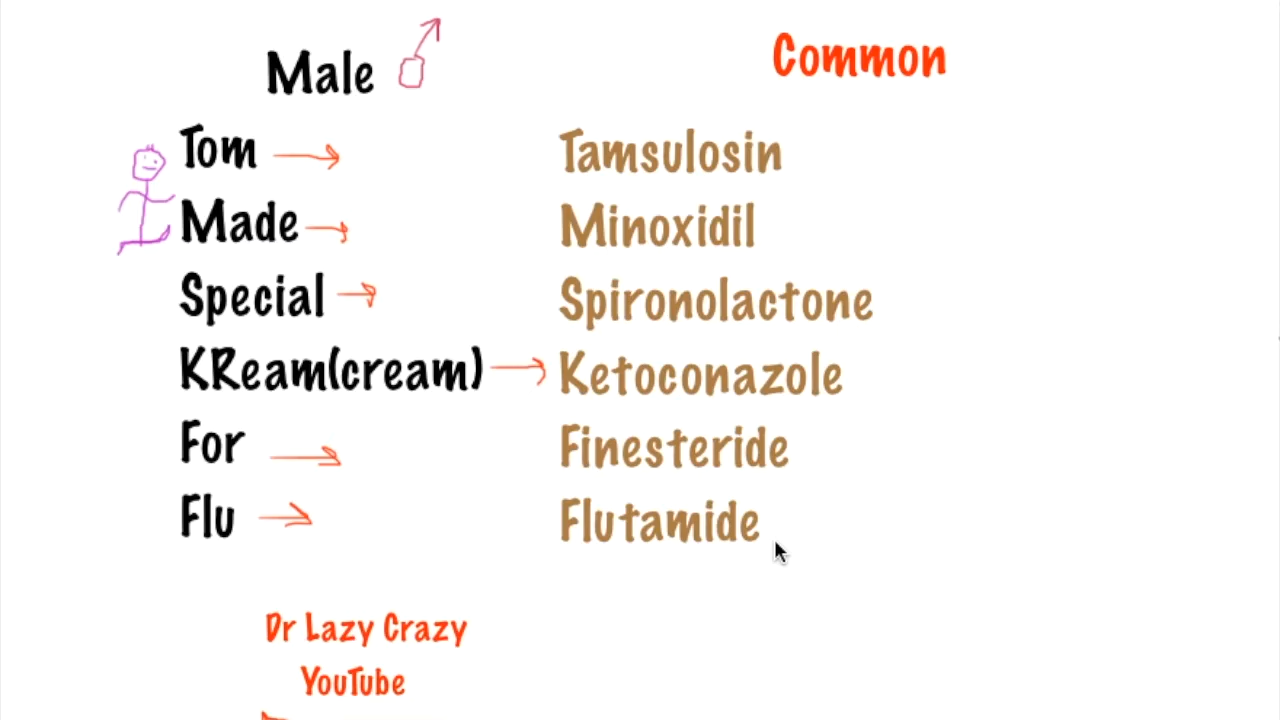 Male Common
Tom Tamsulosin
Made Minoxidil
Special Spironolactone
KReam(cream) Ketoconazole
For Finesteride
Flu Flutamide
Dr Lazy Crazy
YouTube